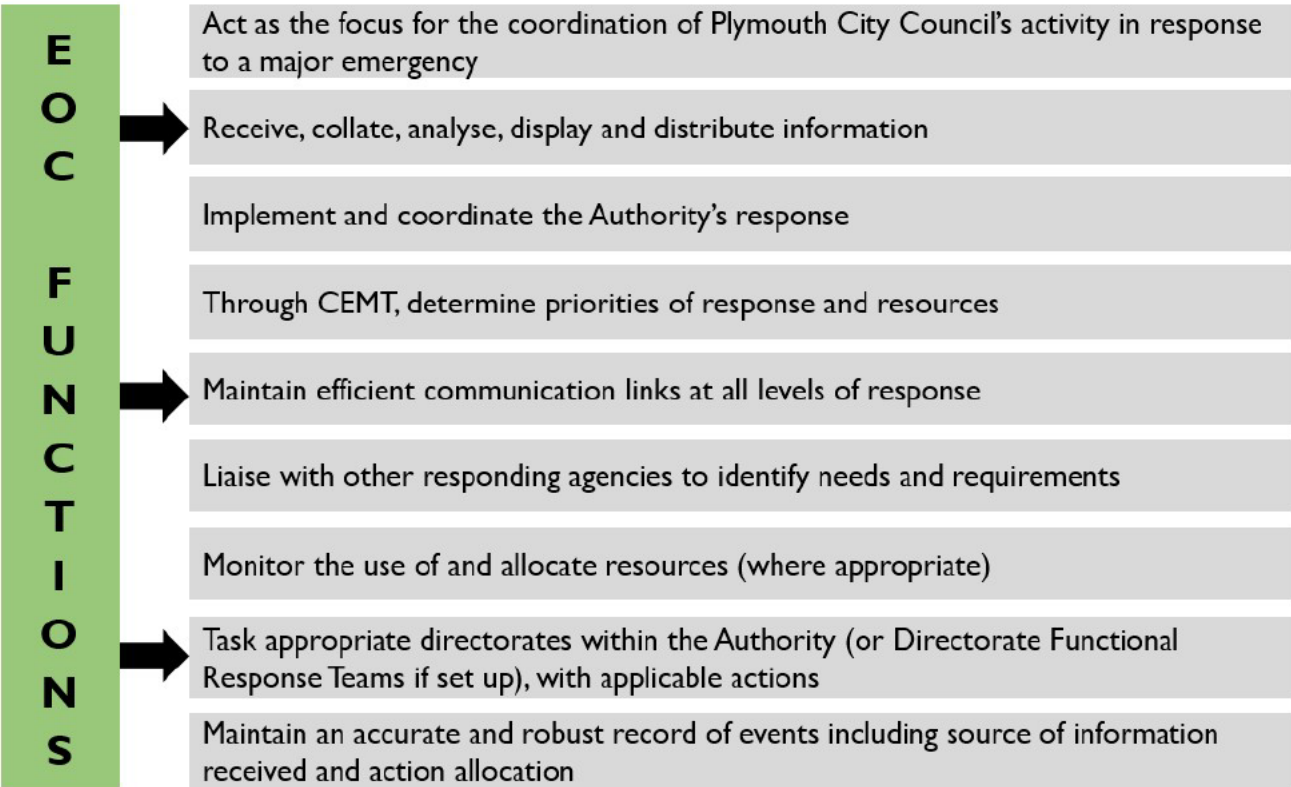 EOC FUNCTIONS
Act as the focus for the coordination of Plymouth City Council's activity in response
to a major emergency
Receive, collate, analyse, display and distribute information
Implement and coordinate the Authority's response
Through CEMT, determine priorities of response and resources
Maintain efficient communication links at all levels of response
Liaise with other responding agencies to identify needs and requirements
Monitor the use of and allocate resources (where appropriate)
Task appropriate directorates within the Authority (or Directorate Functional
Response Teams if set up), with applicable actions
Maintain an accurate and robust record of events including source of information
received and action allocation